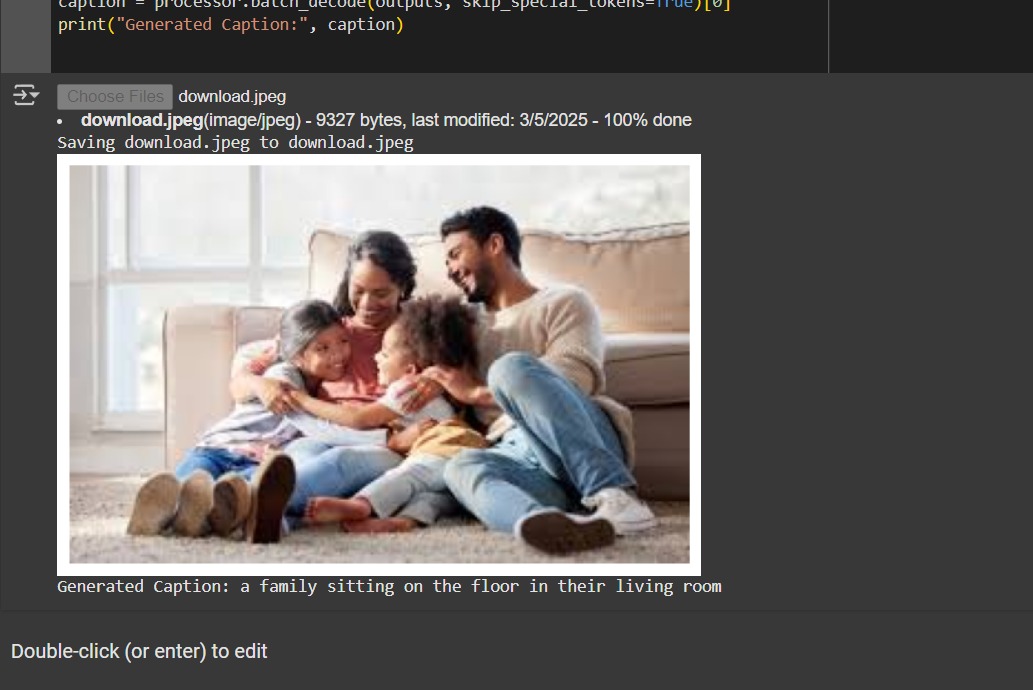 caption = processor.batch_decode(outputs, skip_special_tokens=True)[0]
print("Generated Caption:", caption)
Choose Files download.jpeg
• download.jpeg(image/jpeg) - 9327 bytes, last modified: 3/5/2025 - 100% done
Saving download.jpeg to download.jpeg
Generated Caption: a family sitting on the floor in their living room
Double-click (or enter) to edit